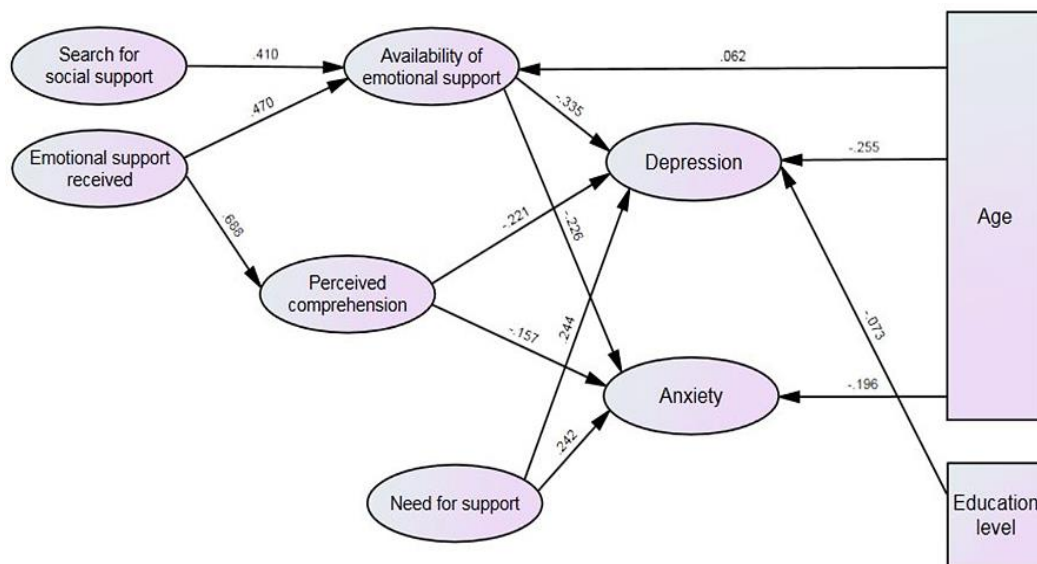 Search for
social support
.410
Availability of
emotional support
.062
.470
-.335
Emotional support
received
Depression
-.255
Age
.688
-.221
-.226
Perceived
comprehension
.244
-.073
-.157
Anxiety
-.196
.242
Need for support
Education
level